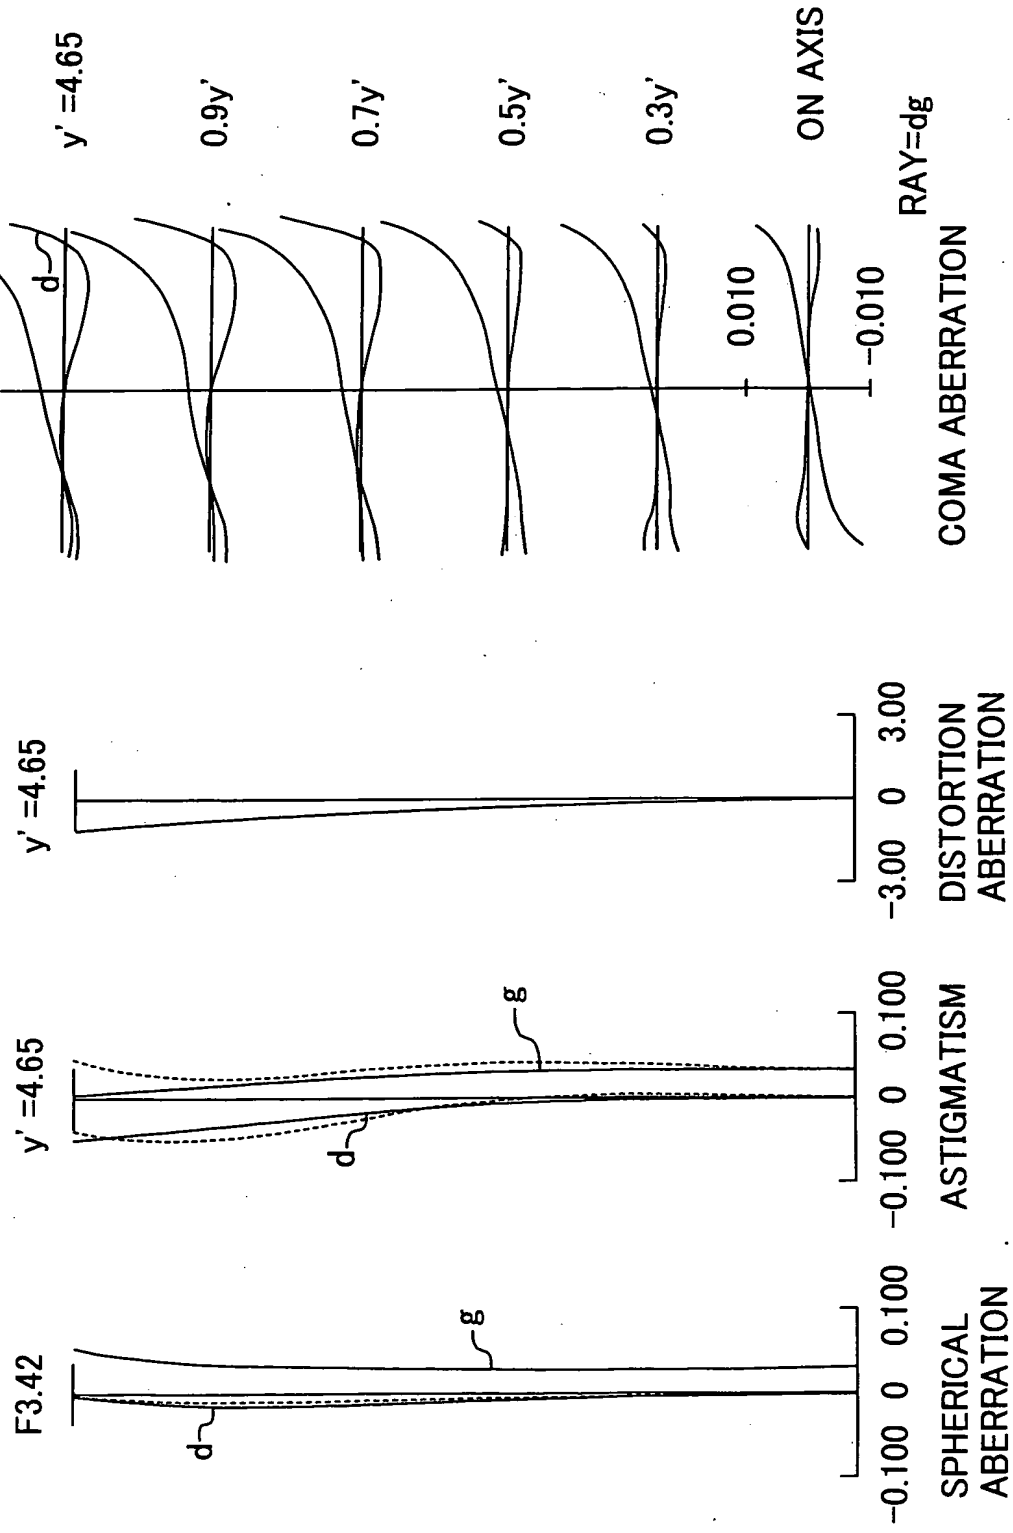 F3.42
d
g
-0.100 0 0.100
SPHERICAL
ABERRATION
y' =4.65
g
d
-0.100 0 0.100
ASTIGMATISM
y' =4.65
-3.00 0 3.00
DISTORTION
ABERRATION
y' =4.65
d
0.9y'
0.7y'
0.5y'
0.3y'
0.010
ON AXIS
-0.010
RAY=dg
COMA ABERRATION